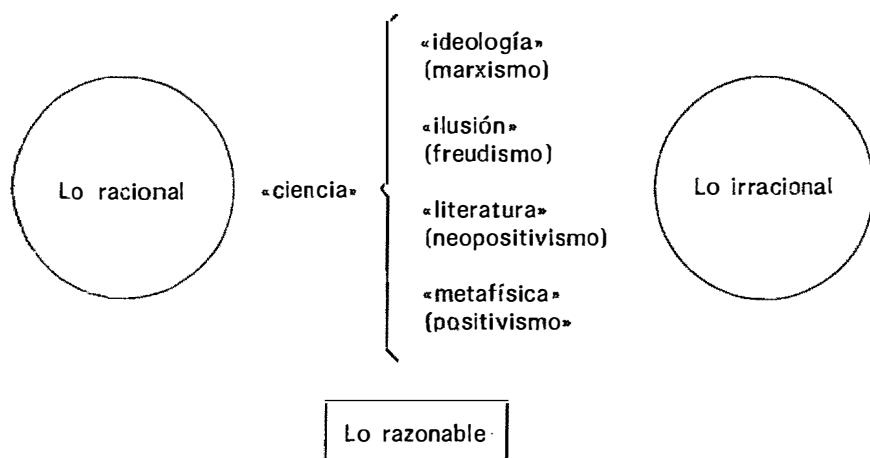 Lo racional
«ciencia»
«ideología»
(marxismo)
«ilusión»
(freudismo)
«literatura»
(neopositivismo)
«metafísica»
(positivismo»
Lo irracional
Lo razonable